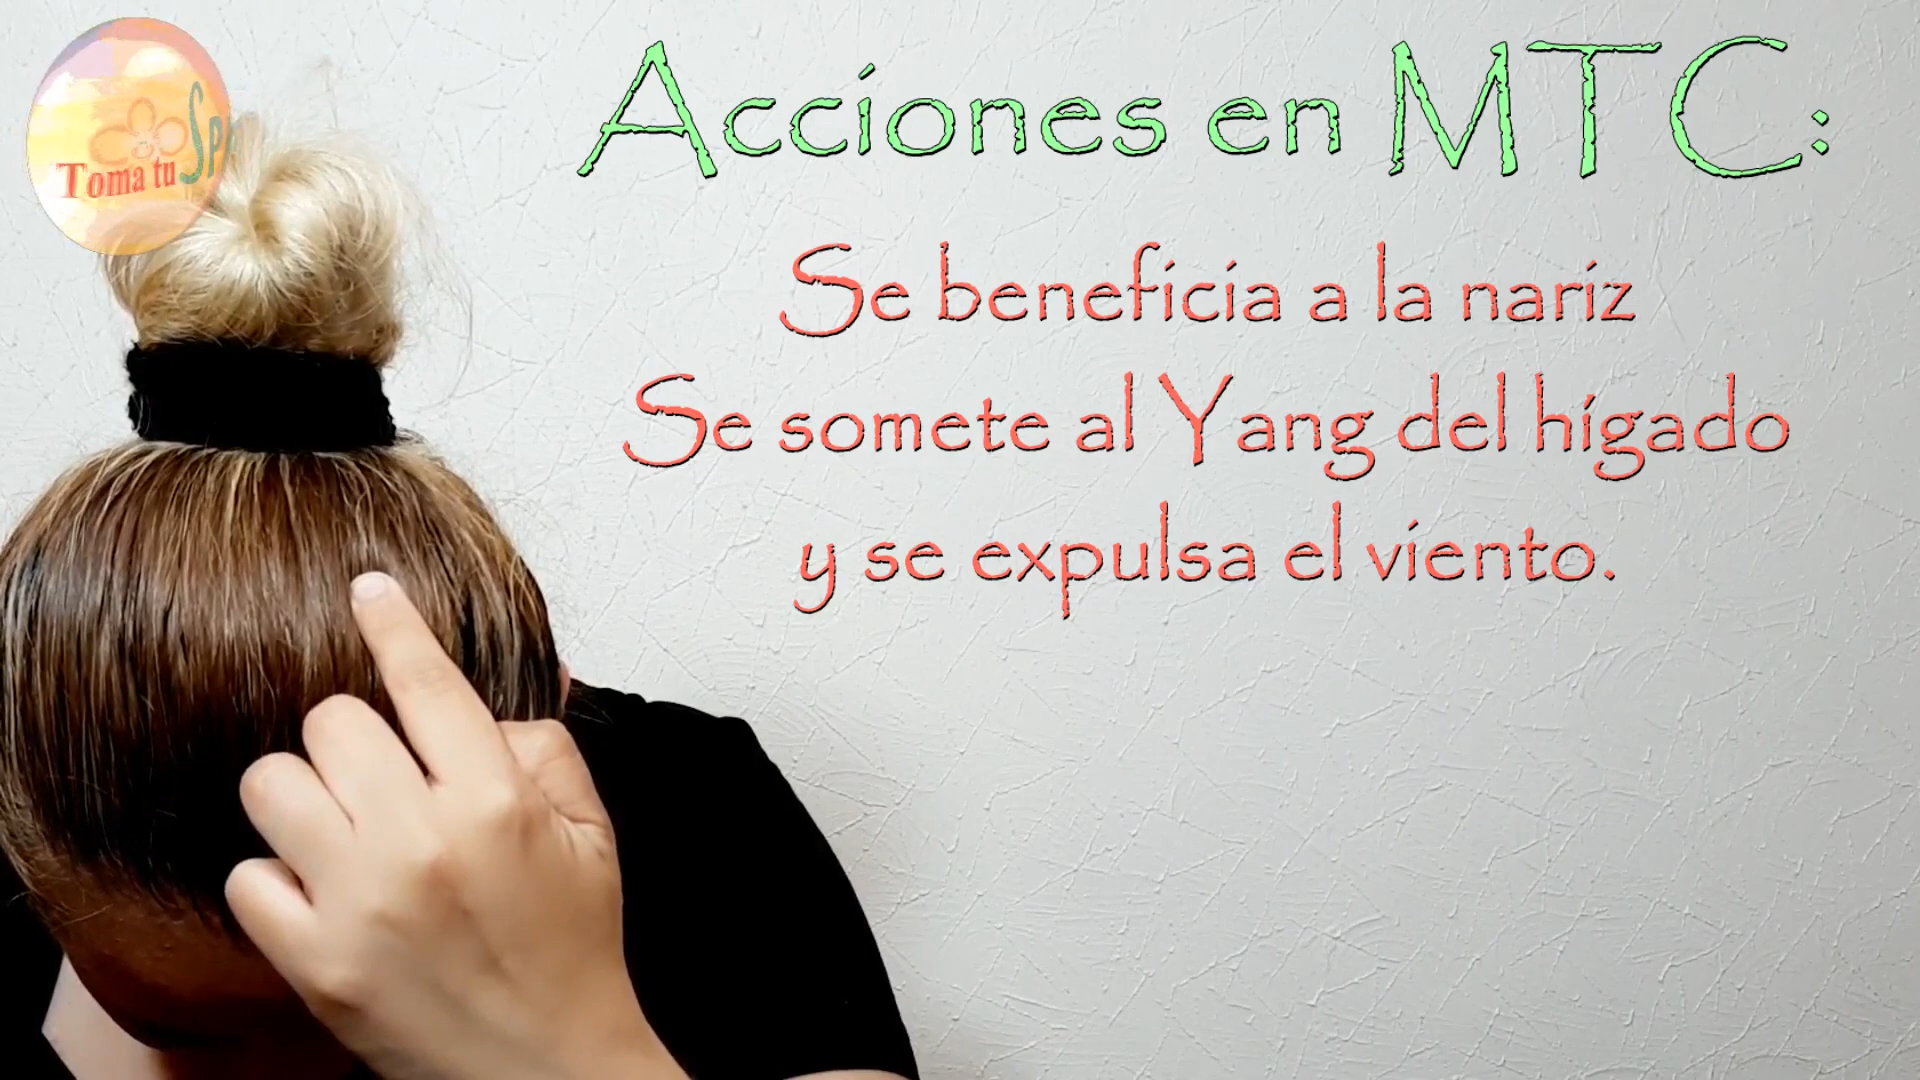 Toma tu Spa
Acciones en MTC:
Se beneficia a la nariz
Se somete al Yang del hígado
y se expulsa el viento.